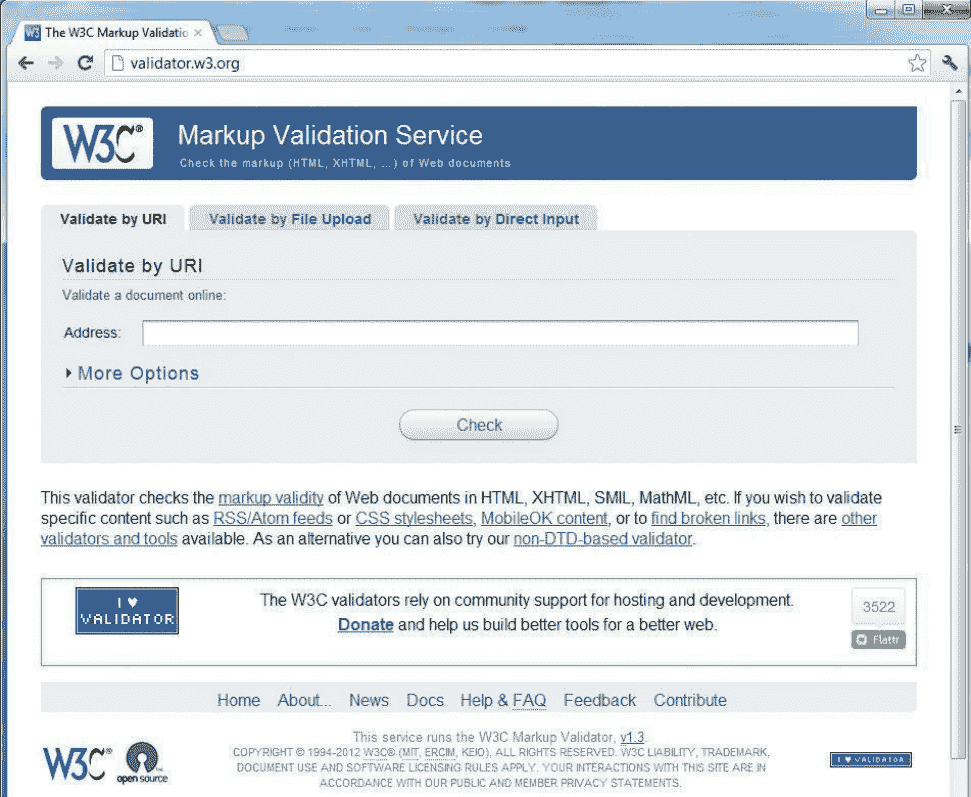 The W3C Markup Validatio
validator.w3.org
W3C® Markup Validation Service
Check the markup (HTML, XHTML, ...) of Web documents
Validate by URI Validate by File Upload Validate by Direct Input
Validate by URI
Validate a document online:
Address:
More Options
Check
This validator checks the markup validity of Web documents in HTML, XHTML, SMIL, MathML, etc. If you wish to validate
specific content such as RSS/Atom feeds or CSS stylesheets, MobileOK content, or to find broken links, there are other
validators and tools available. As an alternative you can also try our non-DTD-based validator.
I ♥
VALIDATOR
The W3C validators rely on community support for hosting and development.
Donate and help us build better tools for a better web.
3522
Flattr
Home About... News Docs Help & FAQ Feedback Contribute
This service runs the W3C Markup Validator, v1.3.
COPYRIGHT © 1994-2012 W3C® (MIT, ERCIM, KEIO), ALL RIGHTS RESERVED. W3C LIABILITY, TRADEMARK,
DOCUMENT USE AND SOFTWARE LICENSING RULES APPLY. YOUR INTERACTIONS WITH THIS SITE ARE IN
ACCORDANCE WITH OUR PUBLIC AND MEMBER PRIVACY STATEMENTS.
W3C®
open source
I ♥ VALIDATOR